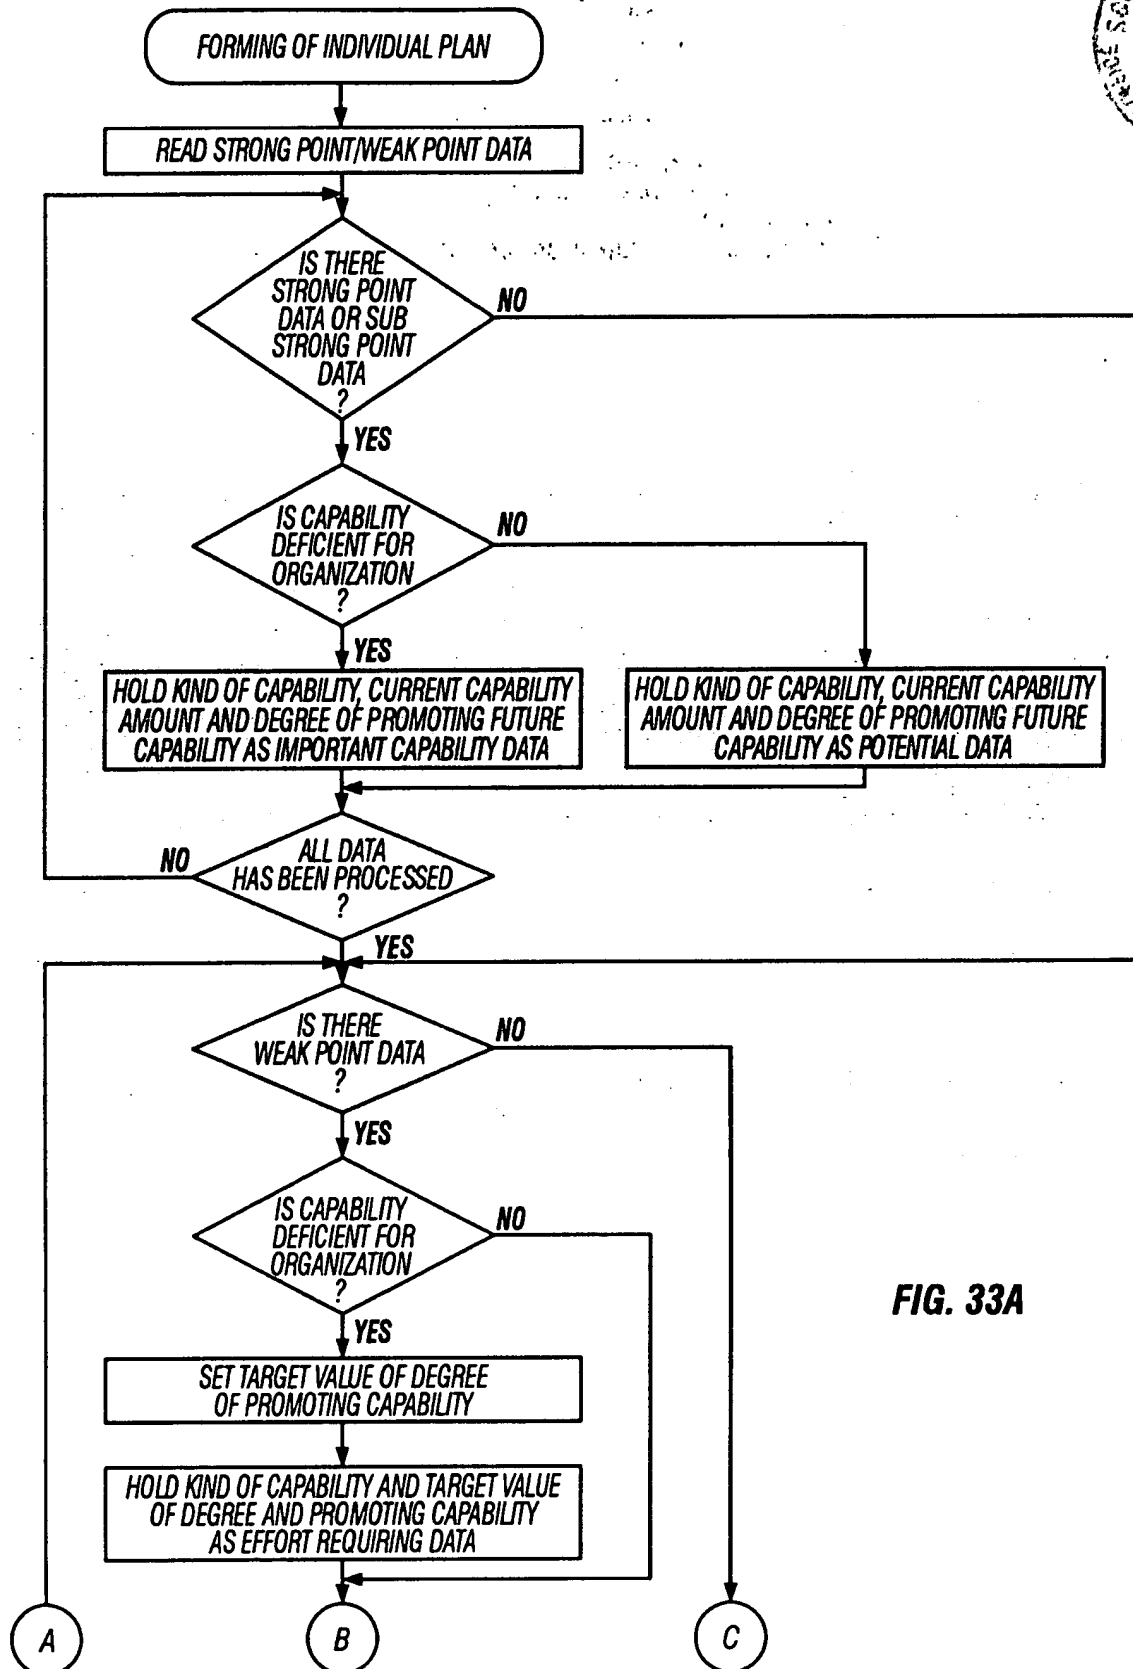 FORMING OF INDIVIDUAL PLAN
READ STRONG POINT/WEAK POINT DATA
IS THERE
STRONG POINT
DATA OR SUB
STRONG POINT
DATA
?
NO
YES
IS CAPABILITY
DEFICIENT FOR
ORGANIZATION
?
NO
YES
HOLD KIND OF CAPABILITY, CURRENT CAPABILITY
AMOUNT AND DEGREE OF PROMOTING FUTURE
CAPABILITY AS IMPORTANT CAPABILITY DATA
HOLD KIND OF CAPABILITY, CURRENT CAPABILITY
AMOUNT AND DEGREE OF PROMOTING FUTURE
CAPABILITY AS POTENTIAL DATA
ALL DATA
HAS BEEN PROCESSED
?
NO
YES
IS THERE
WEAK POINT DATA
?
NO
YES
IS CAPABILITY
DEFICIENT FOR
ORGANIZATION
?
NO
YES
FIG. 33A
SET TARGET VALUE OF DEGREE
OF PROMOTING CAPABILITY
HOLD KIND OF CAPABILITY AND TARGET VALUE
OF DEGREE AND PROMOTING CAPABILITY
AS EFFORT REQUIRING DATA
A
B
C